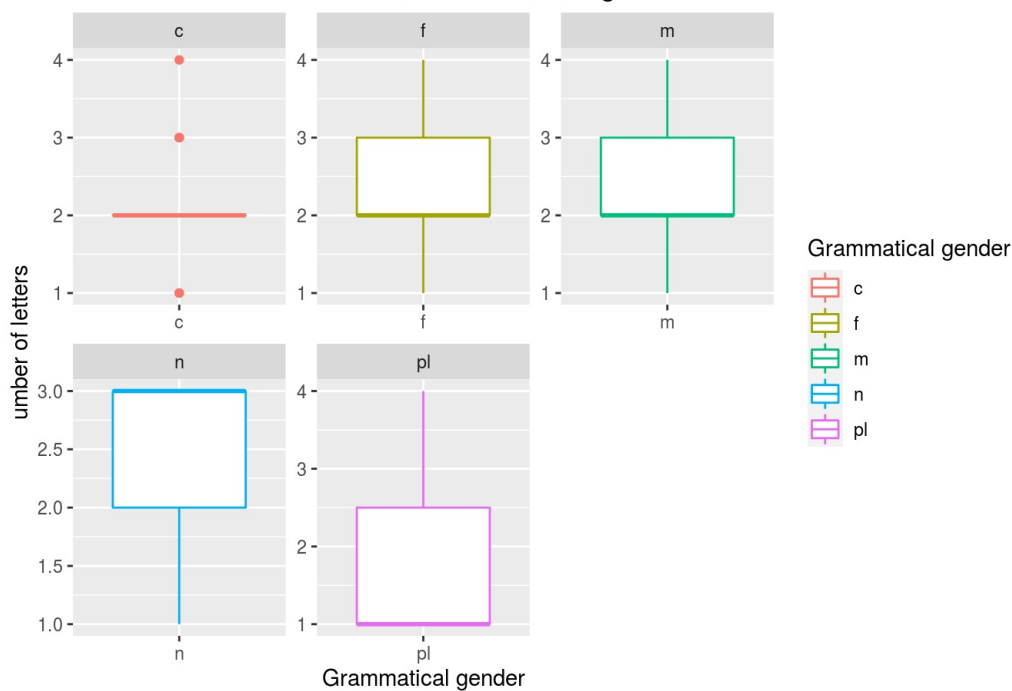 c f m
4 4 4
3 3 3
2 2 2
1 1 1
c f m
n pl
3.0 4
2.5 3
2.0 2
1.5
1.0 1
n pl
umber of letters
Grammatical gender
Grammatical gender
c
f
m
n
pl